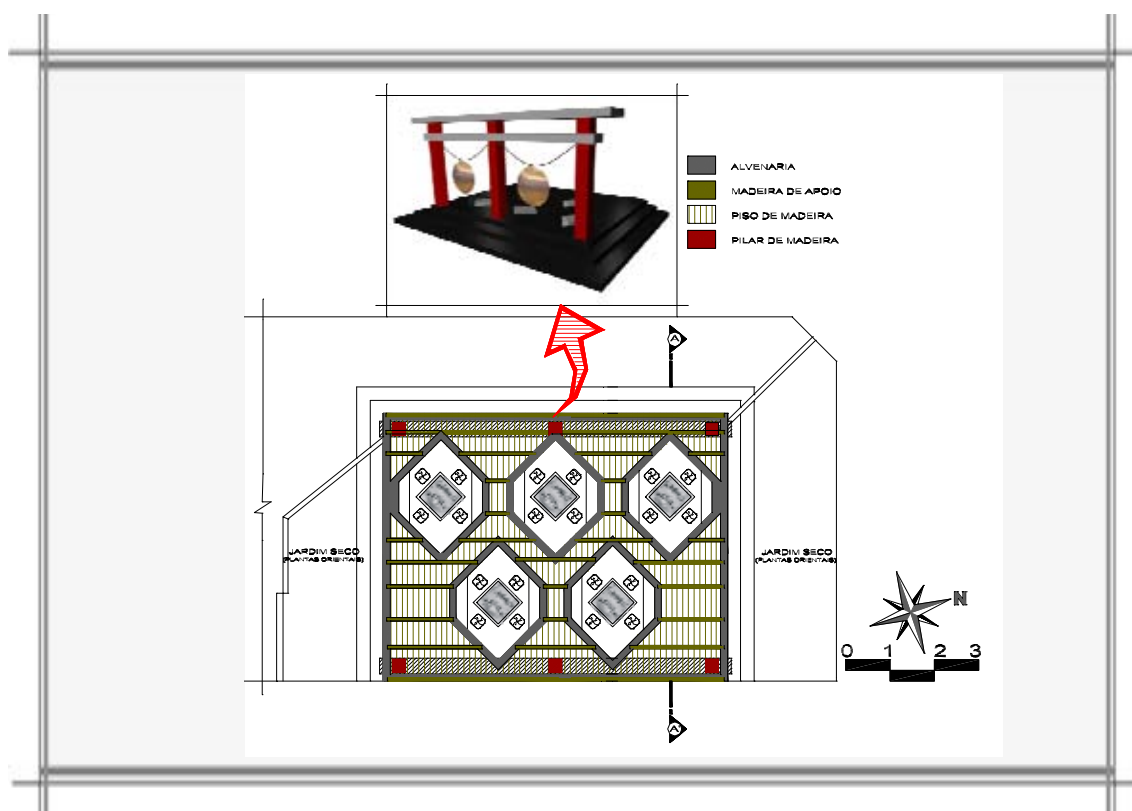 ALVENARIA
MADEIRA DE APOIO
PISO DE MADEIRA
PILAR DE MADEIRA
A
JARDIM SECO
(PLANTAS ORIENTAIS)
JARDIM SECO
(PLANTAS ORIENTAIS)
N
0 1 2 3
A'